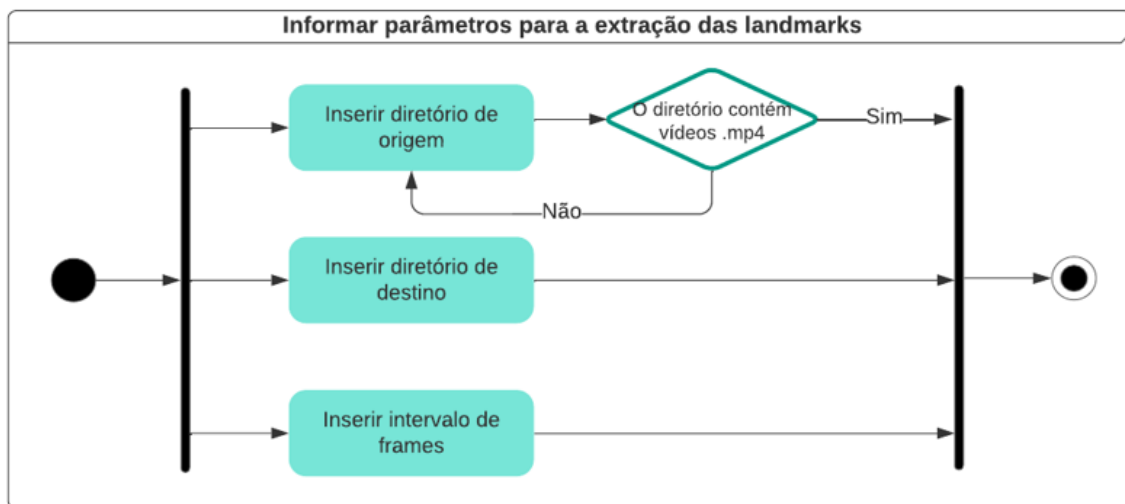 Informar parâmetros para a extração das landmarks
Inserir diretório de
origem
O diretório contém
vídeos .mp4
Sim
Não
Inserir diretório de
destino
Inserir intervalo de
frames